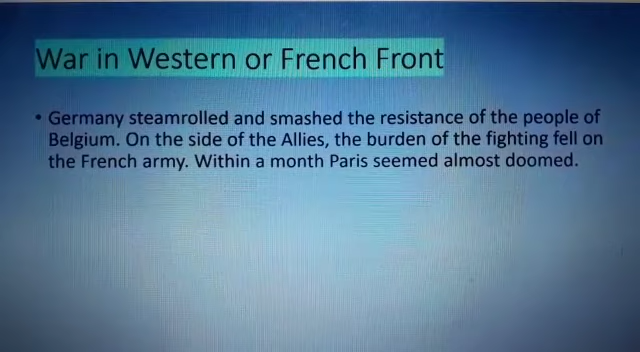 War in Western or French Front
• Germany steamrolled and smashed the resistance of the people of
Belgium. On the side of the Allies, the burden of the fighting fell on
the French army. Within a month Paris seemed almost doomed.